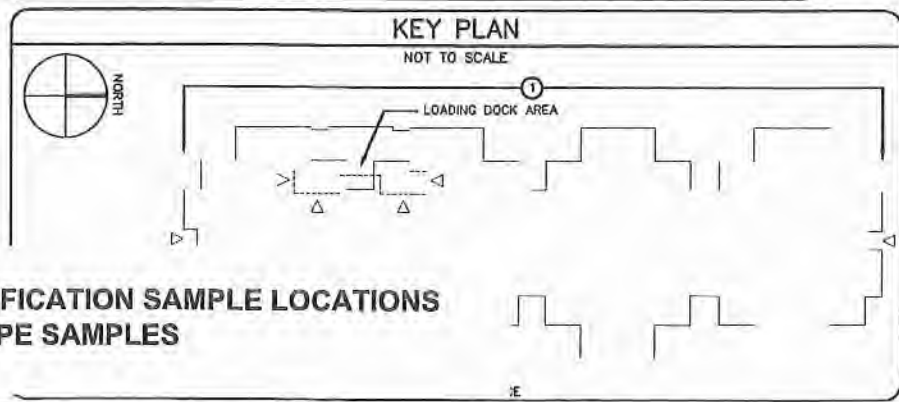 KEY PLAN
NOT TO SCALE
NORTH
1
LOADING DOCK AREA
FICATION SAMPLE LOCATIONS
PE SAMPLES
E